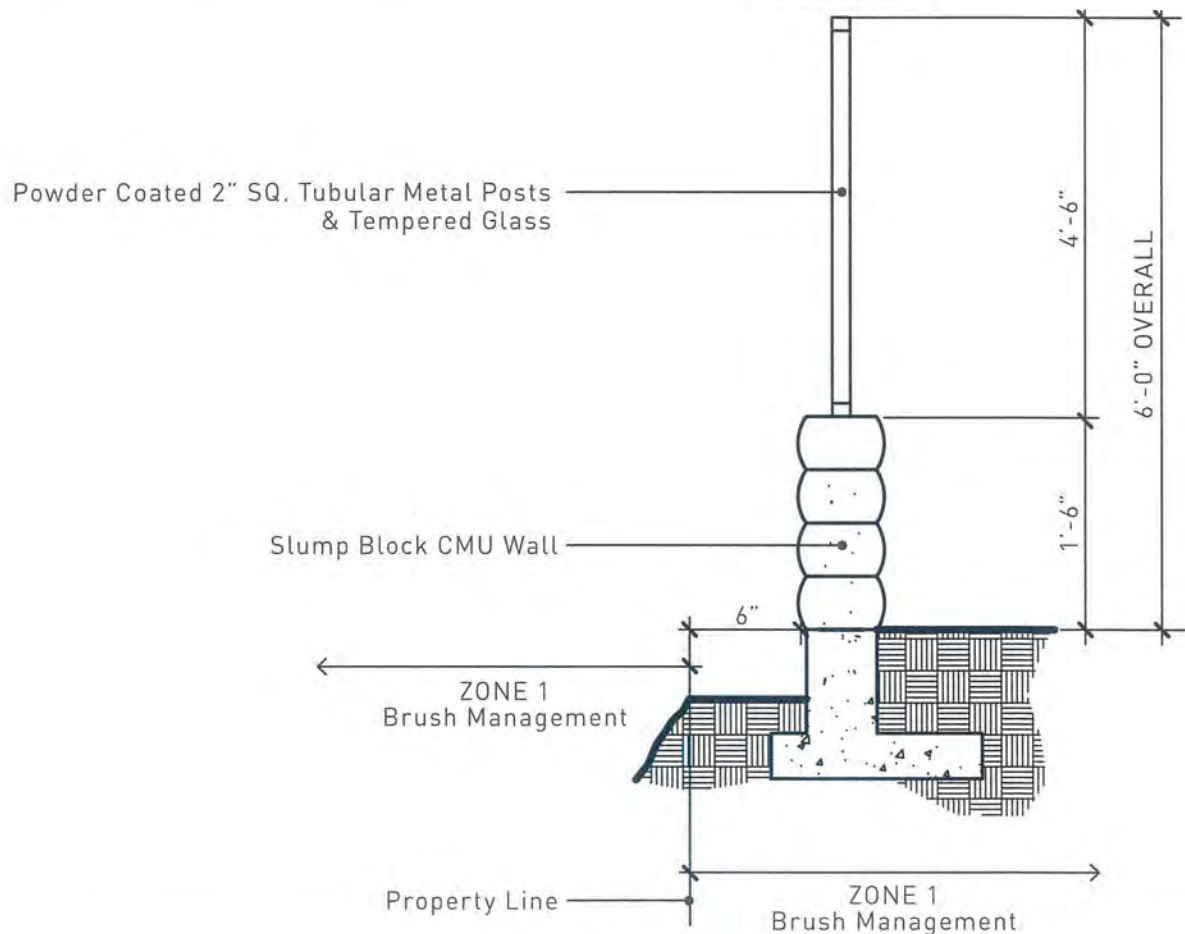 Powder Coated 2" SQ. Tubular Metal Posts
& Tempered Glass
4'-6"
6'-0" OVERALL
Slump Block CMU Wall
1'-6"
6"
ZONE 1
Brush Management
Property Line
ZONE 1
Brush Management